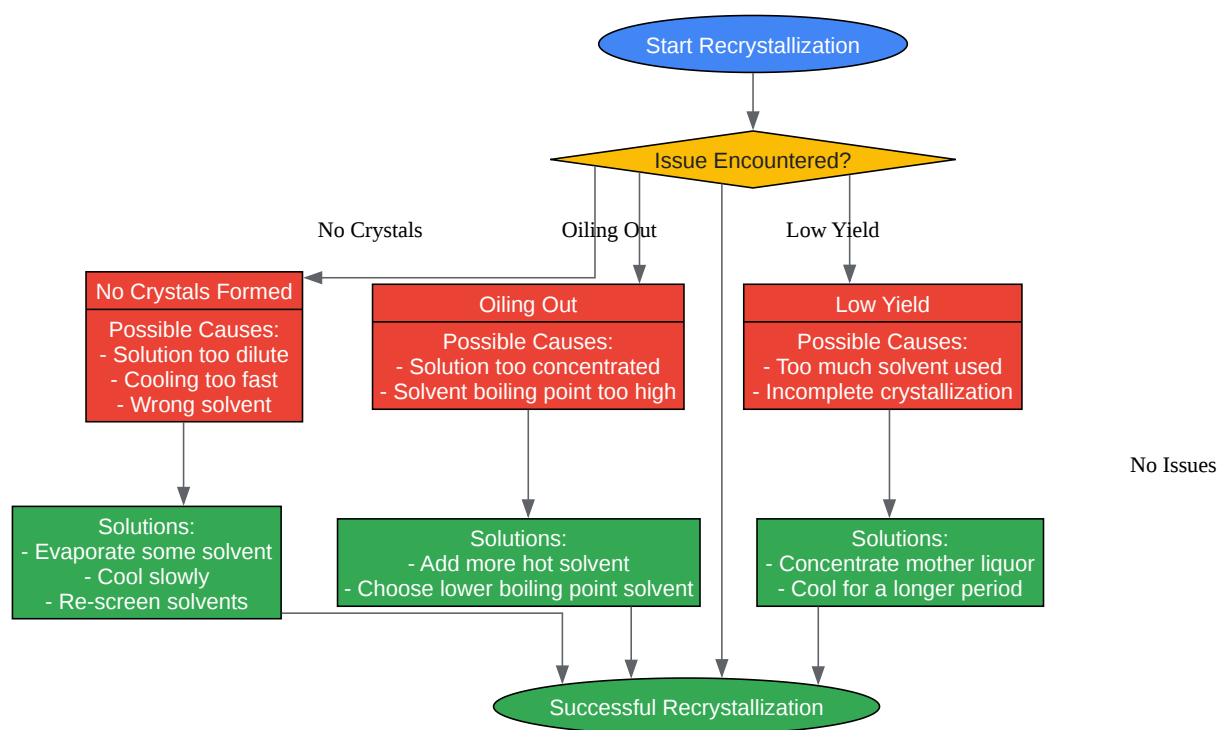 Start Recrystallization
Issue Encountered?
No Crystals
Oiling Out
Low Yield
No Crystals Formed
Possible Causes:
- Solution too dilute
- Cooling too fast
- Wrong solvent
Oiling Out
Possible Causes:
- Solution too concentrated
- Solvent boiling point too high
Low Yield
Possible Causes:
- Too much solvent used
- Incomplete crystallization
No Issues
Solutions:
- Evaporate some solvent
- Cool slowly
- Re-screen solvents
Solutions:
- Add more hot solvent
- Choose lower boiling point solvent
Solutions:
- Concentrate mother liquor
- Cool for a longer period
Successful Recrystallization